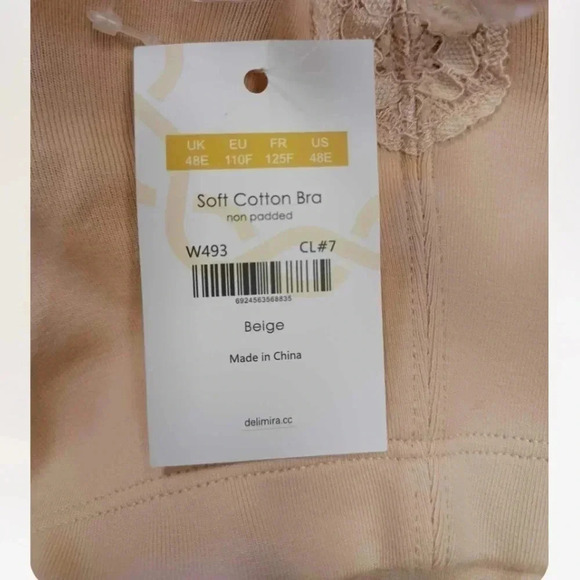 UK EU FR US
48E 110F 125F 48E
Soft Cotton Bra
non padded
W493 CL#7
6924563568835
Beige
Made in China
delimira.cc